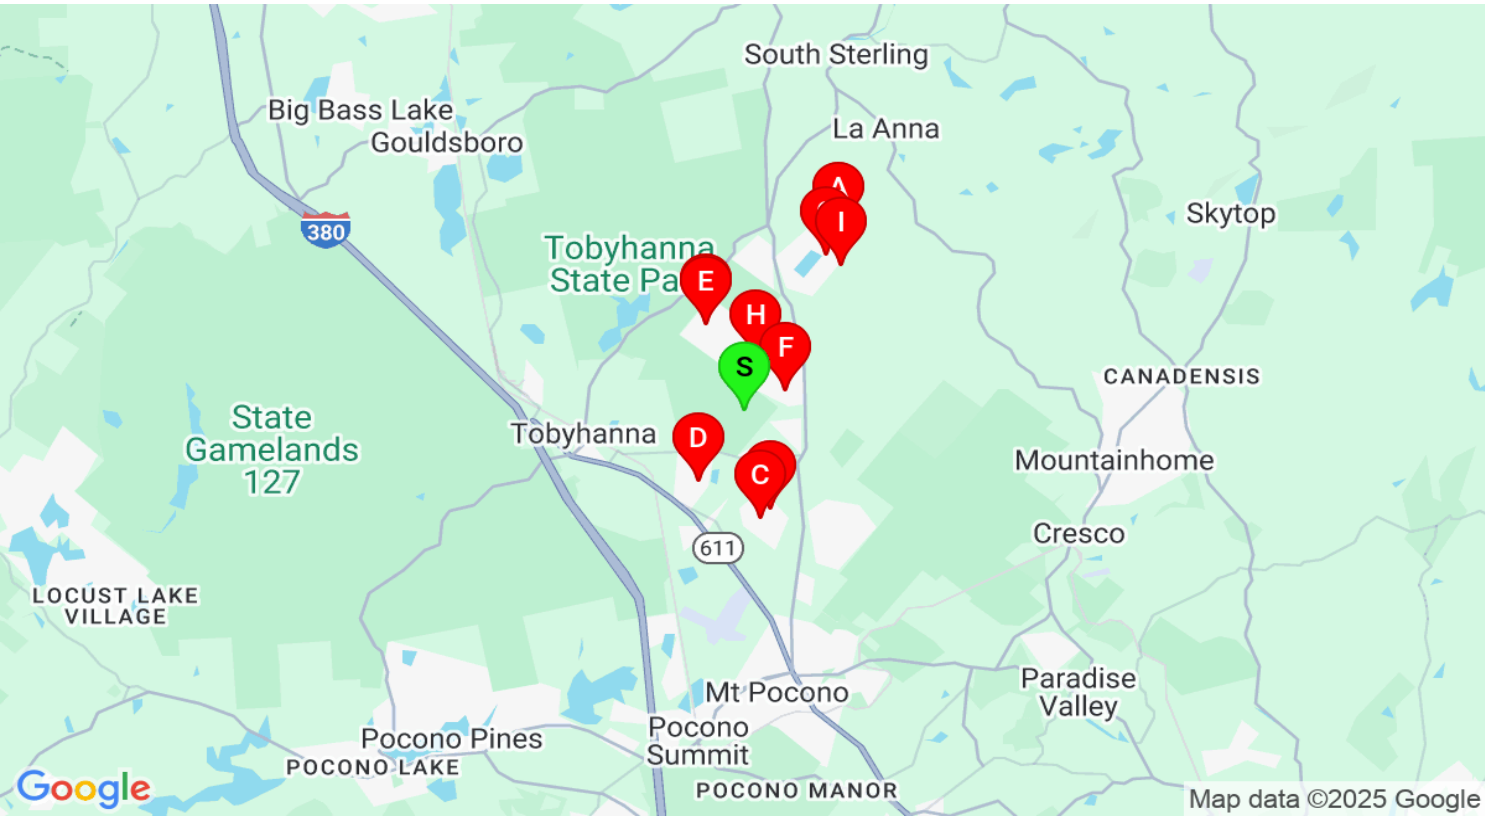 South Sterling
Big Bass Lake
Gouldsboro
La Anna
A
I
Skytop
380
Tobyhanna
State Pa
E
H
F
S
CANADENSIS
State
Gamelands
127
Tobyhanna
D
Mountainhome
C
Cresco
611
LOCUST LAKE
VILLAGE
Paradise
Valley
Mt Pocono
Pocono
Summit
Pocono Pines
POCONO LAKE
POCONO MANOR
Google
Map data ©2025 Google